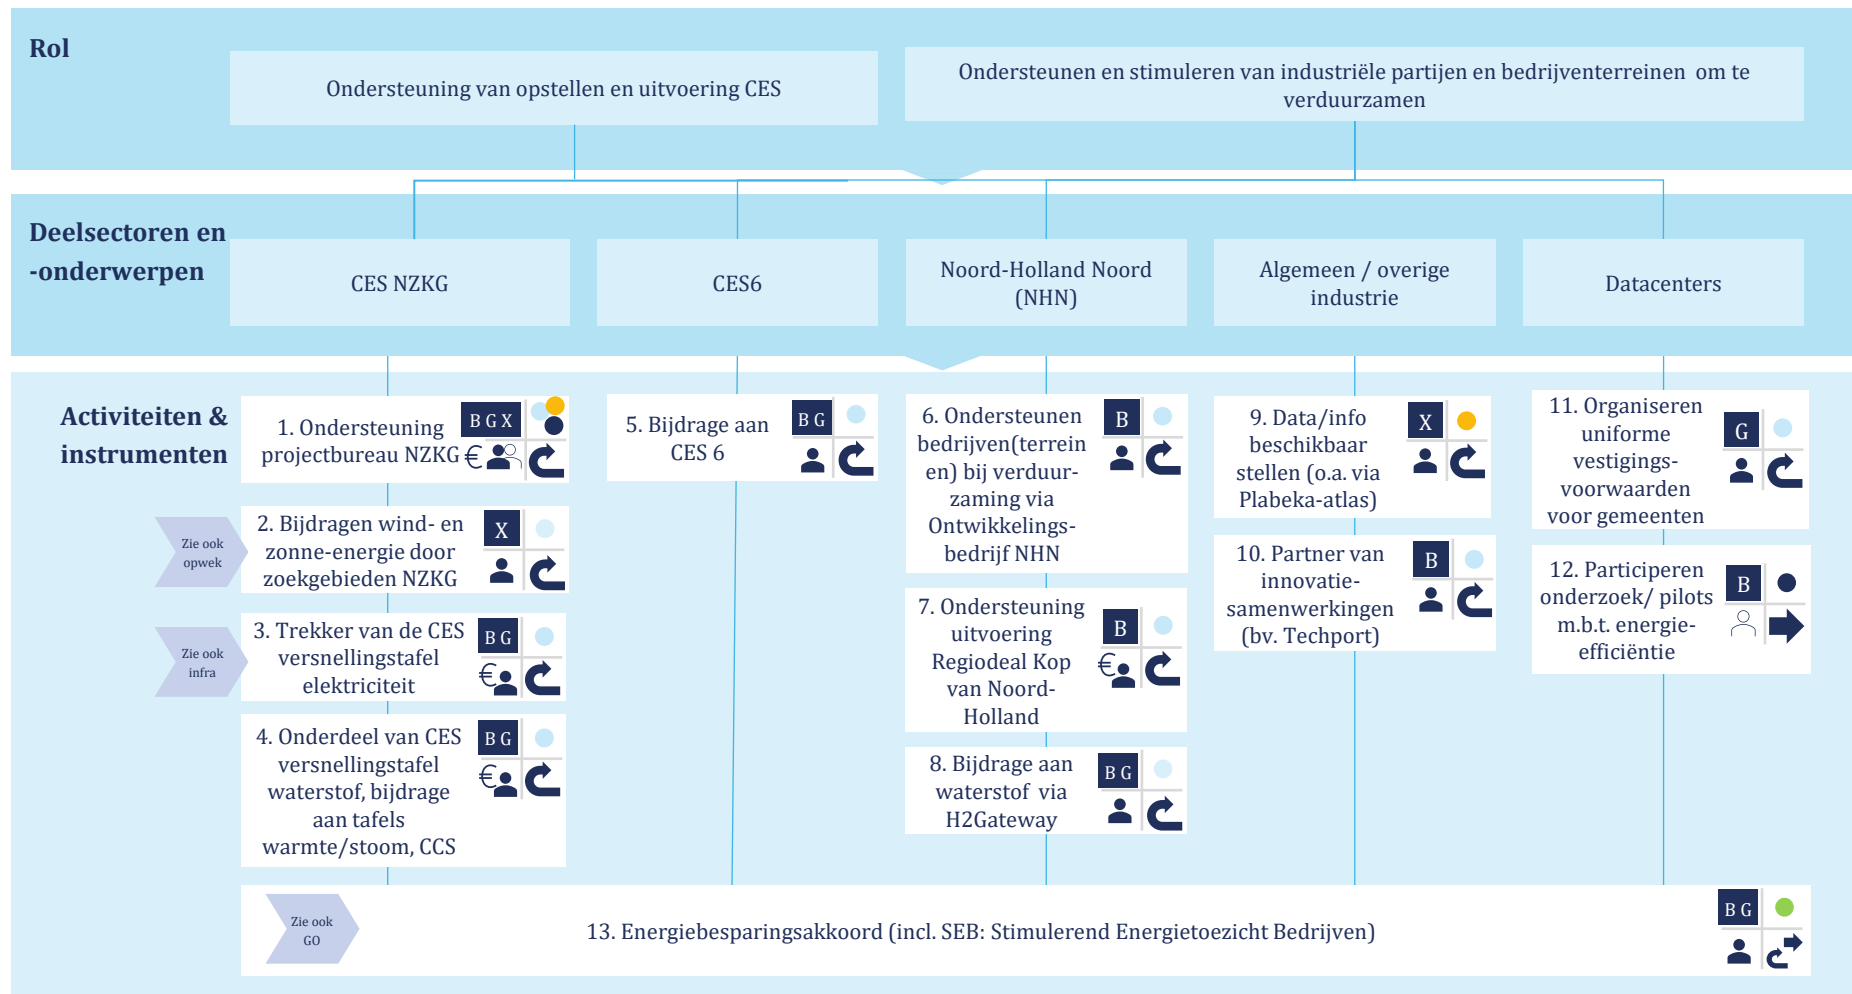 Rol
Ondersteuning van opstellen en uitvoering CES
Ondersteunen en stimuleren van industriële partijen en bedrijventerreinen om te
verduurzamen
Deelsectoren en
-onderwerpen
CES NZKG
CES6
Noord-Holland Noord
(NHN)
Algemeen / overige
industrie
Datacenters
Activiteiten &
instrumenten
1. Ondersteuning
projectbureau NZKG
B G X
€
Zie ook
opwek
2. Bijdragen wind- en
zonne-energie door
zoekgebieden NZKG
X
Zie ook
infra
3. Trekker van de CES
versnellingstafel
elektriciteit
B G
€
4. Onderdeel van CES
versnellingstafel
waterstof, bijdrage
aan tafels
warmte/stoom, CCS
B G
€
5. Bijdrage aan
CES 6
B G
6. Ondersteunen
bedrijven(terrein
en) bij verduur-
zaming via
Ontwikkelings-
bedrijf NHN
B
7. Ondersteuning
uitvoering
Regiodeal Kop
van Noord-
Holland
B
€
8. Bijdrage aan
waterstof via
H2Gateway
B G
9. Data/info
beschikbaar
stellen (o.a. via
Plabeka-atlas)
X
10. Partner van
innovatie-
samenwerkingen
(bv. Techport)
B
11. Organiseren
uniforme
vestigings-
voorwaarden
voor gemeenten
G
12. Participeren
onderzoek/ pilots
m.b.t. energie-
efficiëntie
B
Zie ook
GO
13. Energiebesparingsakkoord (incl. SEB: Stimulerend Energietoezicht Bedrijven)
B G